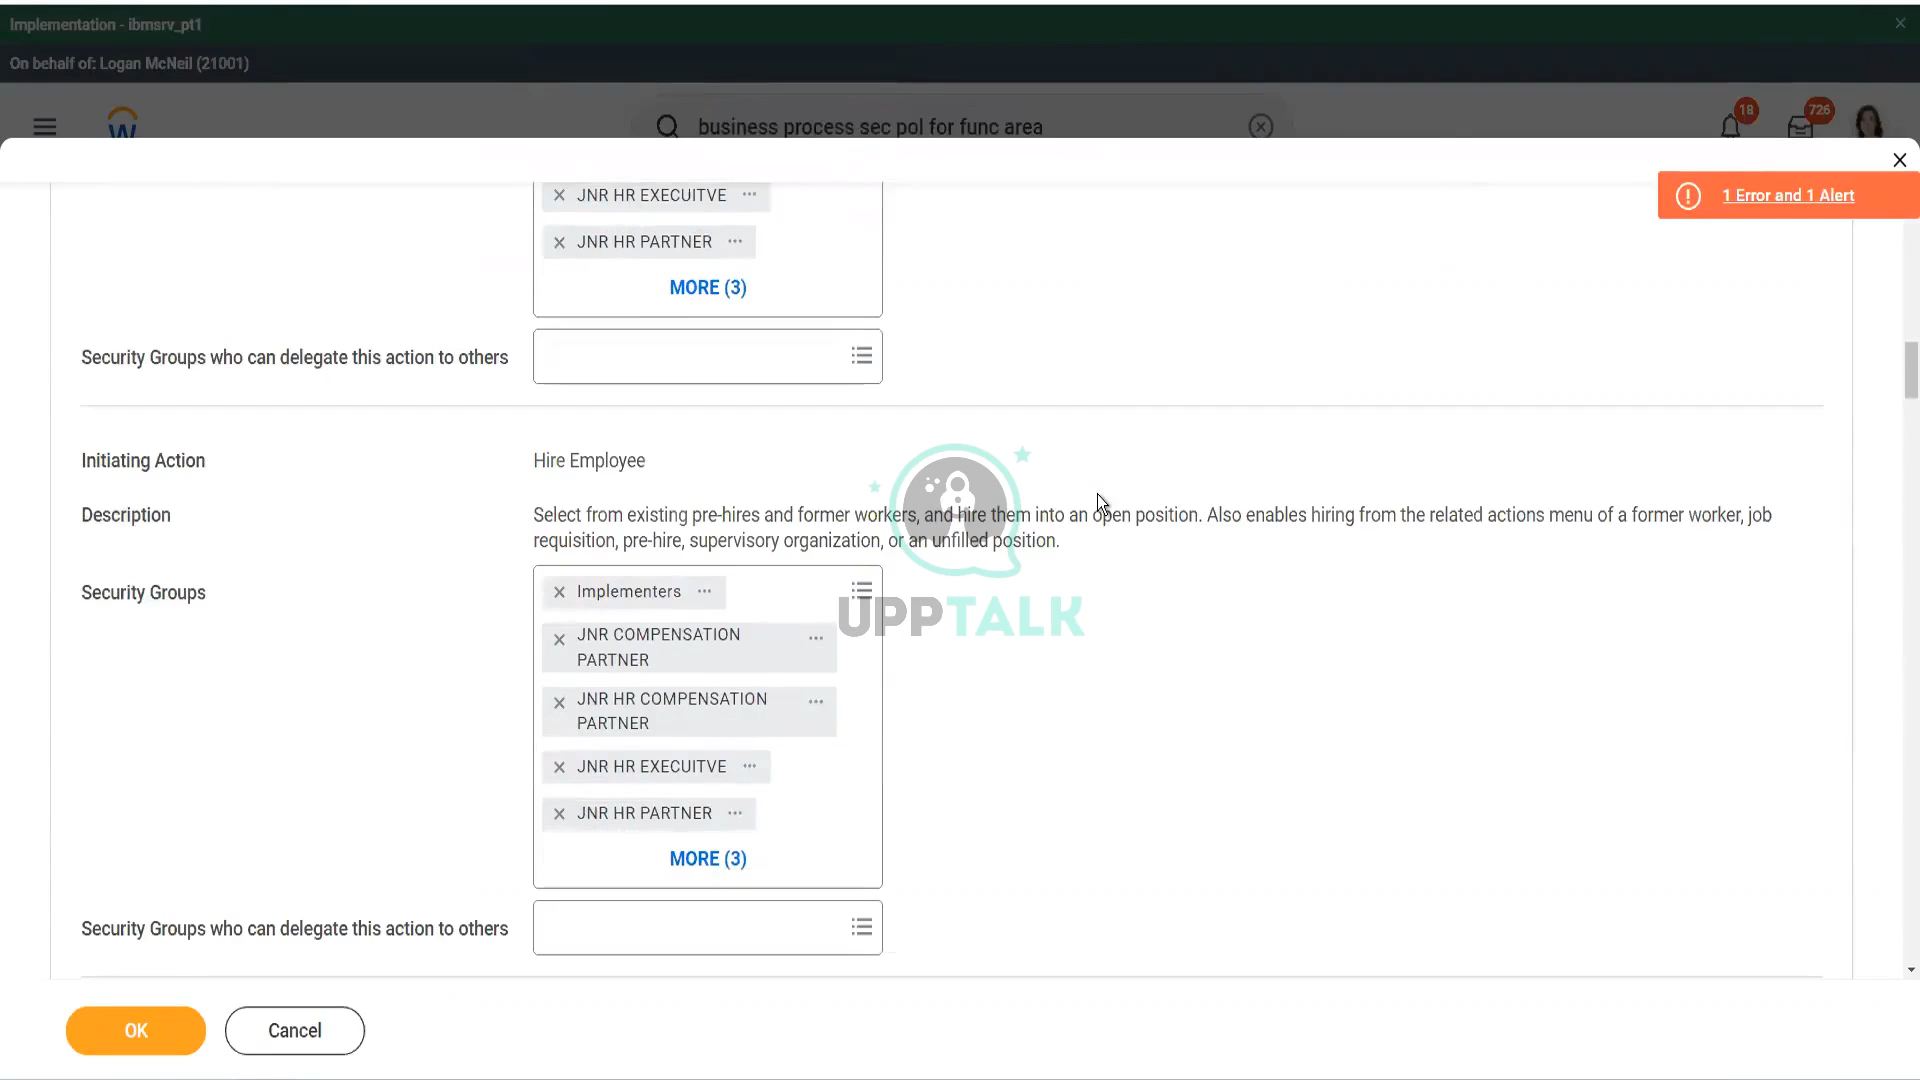 Implementation - ibmsrv_pt1
On behalf of: Logan McNeil (21001)
business process sec pol for func area
18
726
1 Error and 1 Alert
JNR HR EXECUITVE
JNR HR PARTNER
MORE (3)
Security Groups who can delegate this action to others
Initiating Action
Hire Employee
Description
Select from existing pre-hires and former workers, and hire them into an open position. Also enables hiring from the related actions menu of a former worker, job
requisition, pre-hire, supervisory organization, or an unfilled position.
Security Groups
Implementers
JNR COMPENSATION
PARTNER
JNR HR COMPENSATION
PARTNER
JNR HR EXECUITVE
JNR HR PARTNER
MORE (3)
UPPTALK
Security Groups who can delegate this action to others
OK
Cancel